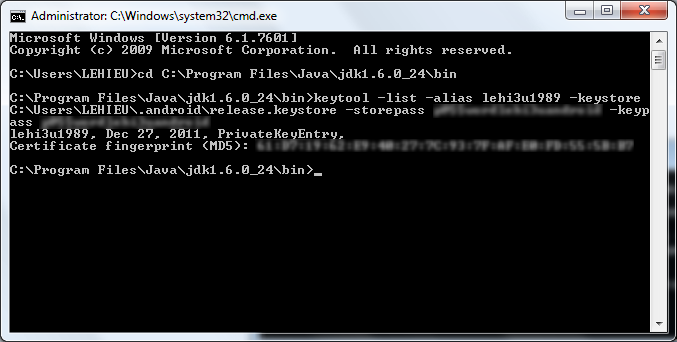 Administrator: C:\Windows\system32\cmd.exe
Microsoft Windows [Version 6.1.7601]
Copyright (c) 2009 Microsoft Corporation.  All rights reserved.
C:\Users\LEHIEU>cd C:\Program Files\Java\jdk1.6.0_24\bin
C:\Program Files\Java\jdk1.6.0_24\bin>keytool -list -alias lehi3u1989 -keystore
C:\Users\LEHIEU\.android\release.keystore -storepass -keyp
ass
lehi3u1989, Dec 27, 2011, PrivateKeyEntry,
Certificate fingerprint (MD5):
C:\Program Files\Java\jdk1.6.0_24\bin>_